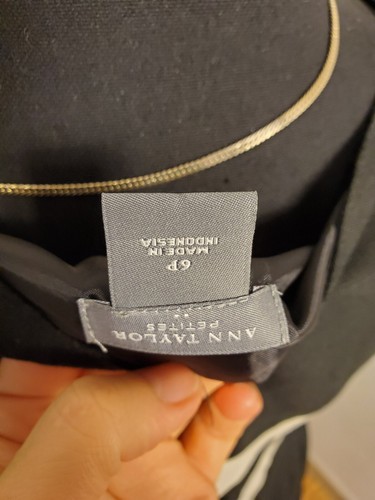 ANN TAYLOR
PETITES
6P
MADE IN
INDONESIA